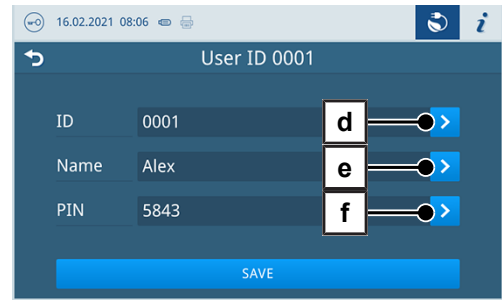 16.02.2021 08:06 i
User ID 0001
ID 0001 d
Name Alex e
PIN 5843 f
SAVE